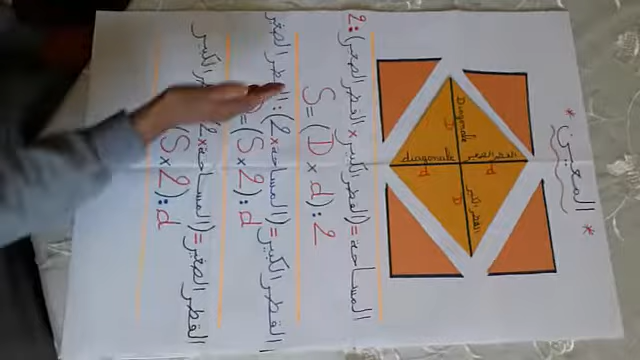 * المعين *
Diagonale
D
القطر الكبير
D
diagonale
d
القطر الصغير
d
المساحة = (القطر الكبير x القطر الصغير) : 2
S = (D x d) : 2
القطر الكبير = (المساحة x 2) : القطر الصغير
= (S x 2) : d
القطر الصغير = (المساحة x 2) : القطر الكبير
(S x 2) : d